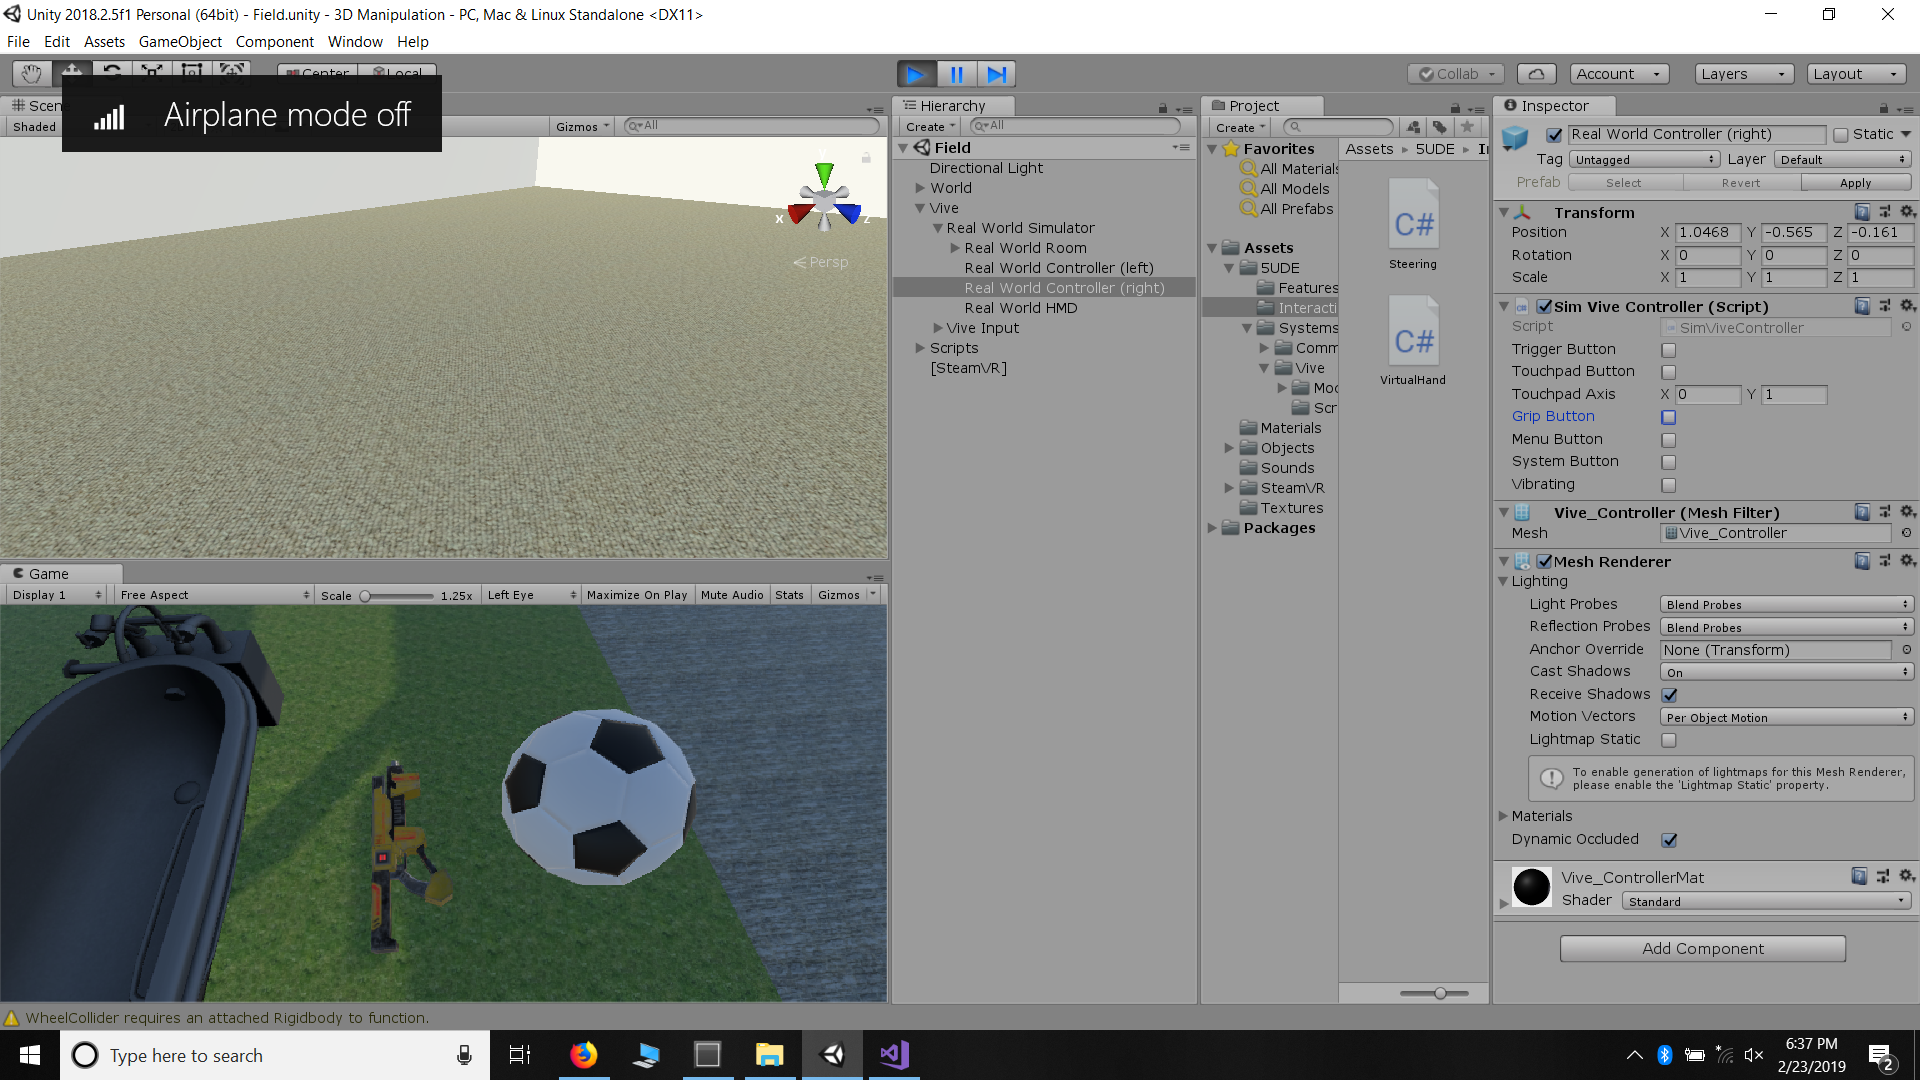 Unity 2018.2.5f1 Personal (64bit) - Field.unity - 3D Manipulation - PC, Mac & Linux Standalone <DX11>
File Edit Assets GameObject Component Window Help
Center Local
Collab Account Layers Layout
Airplane mode off
Shaded Gizmos All
Persp
x z
Hierarchy
Create All
Field
Directional Light
World
Vive
Real World Simulator
Real World Room
Real World Controller (left)
Real World Controller (right)
Real World HMD
Vive Input
Scripts
[SteamVR]
Project
Create
Favorites
All Materials
All Models
All Prefabs
Assets
5UDE
Features
Interacti
Systems
Comm
Vive
Moc
Scr
Materials
Objects
Sounds
SteamVR
Textures
Packages
Assets 5UDE
C#
Steering
C#
VirtualHand
Inspector
Real World Controller (right) Static
Tag Untagged Layer Default
Prefab Select Revert Apply
Transform
Position X 1.0468 Y -0.565 Z -0.161
Rotation X 0 Y 0 Z 0
Scale X 1 Y 1 Z 1
Sim Vive Controller (Script)
Script SimViveController
Trigger Button
Touchpad Button
Touchpad Axis X 0 Y 1
Grip Button
Menu Button
System Button
Vibrating
Vive_Controller (Mesh Filter)
Mesh Vive_Controller
Mesh Renderer
Lighting
Light Probes Blend Probes
Reflection Probes Blend Probes
Anchor Override None (Transform)
Cast Shadows On
Receive Shadows
Motion Vectors Per Object Motion
Lightmap Static
To enable generation of lightmaps for this Mesh Renderer,
please enable the 'Lightmap Static' property.
Materials
Dynamic Occluded
Vive_ControllerMat
Shader Standard
Add Component
Game
Display 1 Free Aspect Scale 1.25x Left Eye Maximize On Play Mute Audio Stats Gizmos
WheelCollider requires an attached Rigidbody to function.
Type here to search
6:37 PM
2/23/2019
2